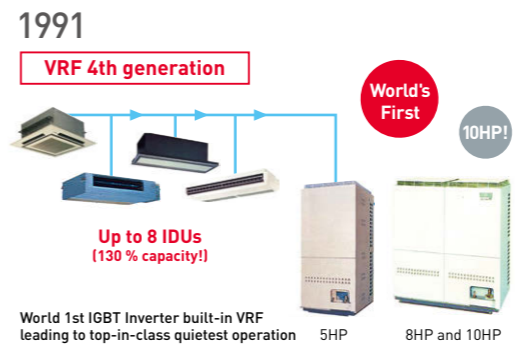 1991
VRF 4th generation
World's
First
10HP!
Up to 8 IDUs
(130 % capacity!)
World 1st IGBT Inverter built-in VRF
leading to top-in-class quietest operation
5HP
8HP and 10HP